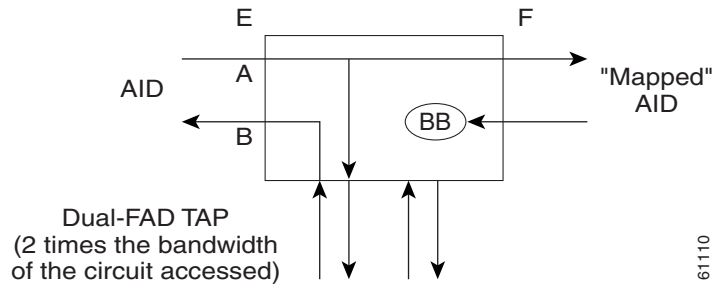 E
F
A
AID
"Mapped"
AID
BB
B
Dual-FAD TAP
(2 times the bandwidth
of the circuit accessed)
61110